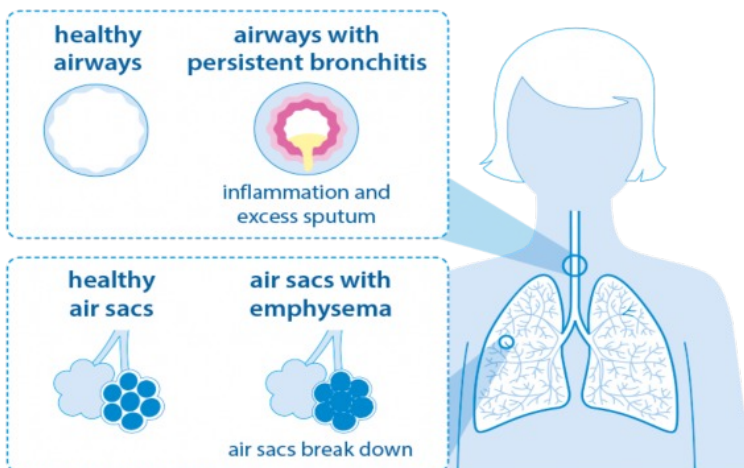 healthy
airways
airways with
persistent bronchitis
inflammation and
excess sputum
healthy
air sacs
air sacs with
emphysema
air sacs break down